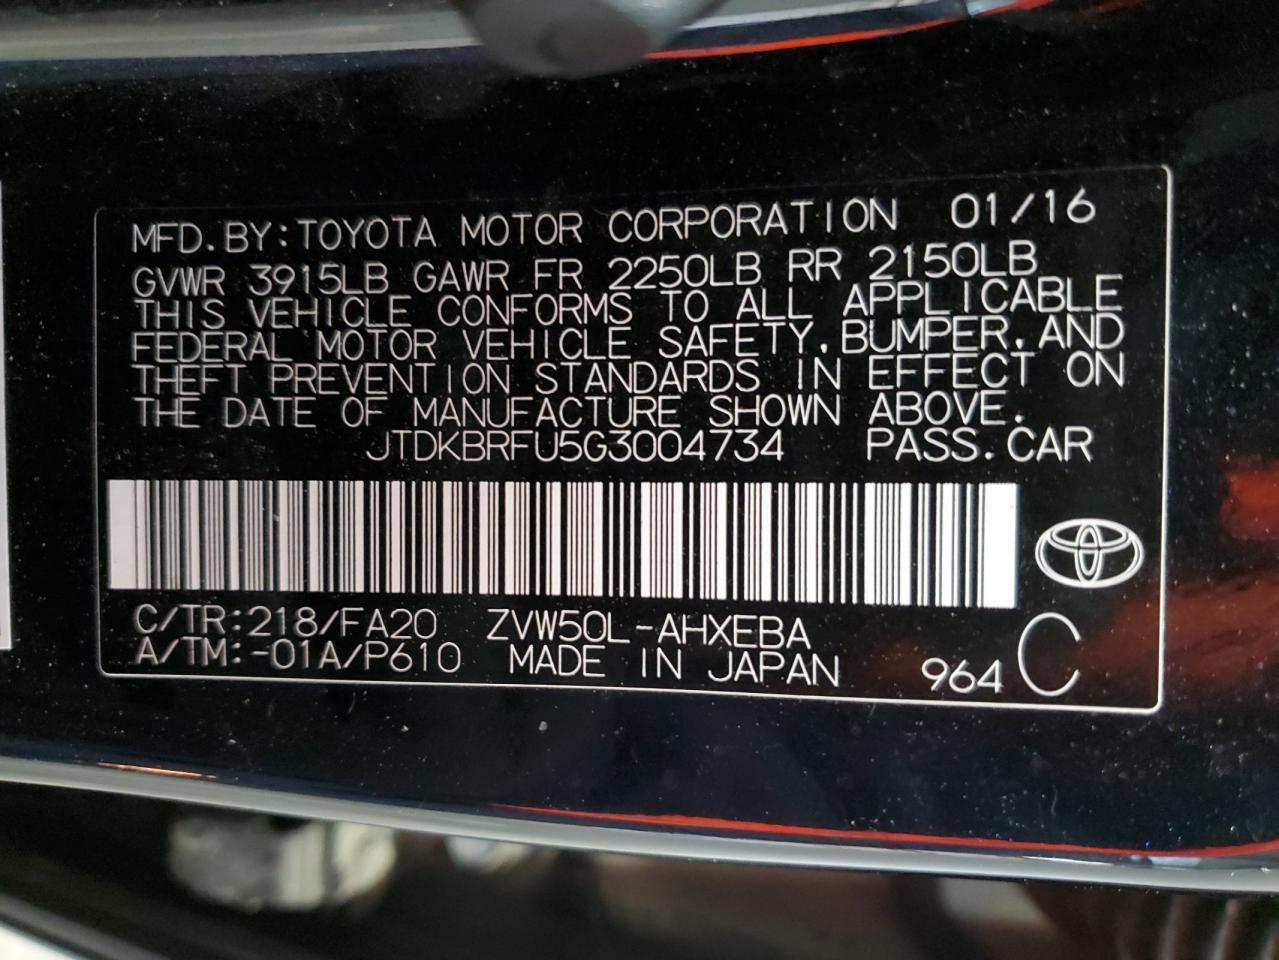 MFD.BY:TOYOTA MOTOR CORPORATION 01/16
GVWR 3915LB GAWR FR 2250LB RR 2150LB
THIS VEHICLE CONFORMS TO ALL APPLICABLE
FEDERAL MOTOR VEHICLE SAFETY,BUMPER,AND
THEFT PREVENTION STANDARDS IN EFFECT ON
THE DATE OF MANUFACTURE SHOWN ABOVE.
JTDKBRFU5G3004734 PASS.CAR
C/TR:218/FA20 ZVW50L-AHXEBA
A/TM:-01A/P610 MADE IN JAPAN 964 C